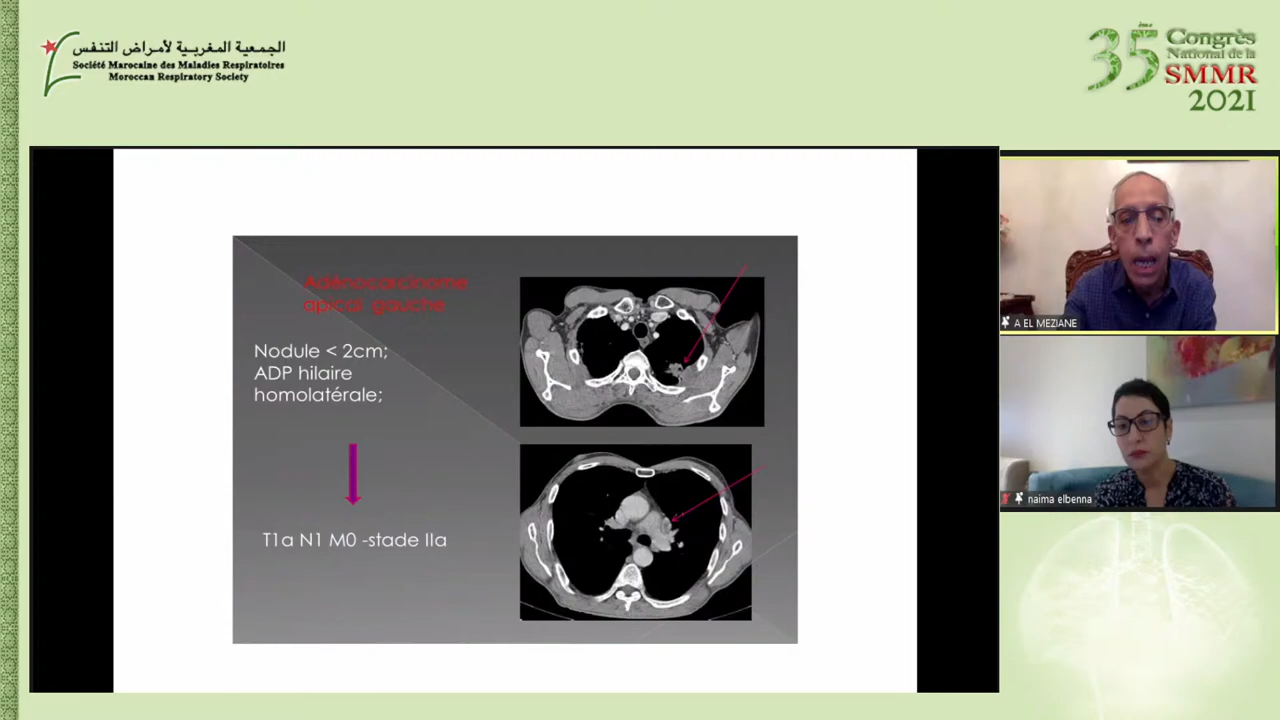 الجمعية المغربية لأمراض التنفس
Société Marocaine des Maladies Respiratoires
Moroccan Respiratory Society
35ème Congrès
National de la
SMMR
2021
Adénocarcinome
apical gauche
Nodule < 2cm;
ADP hilaire
homolatérale;
T1a N1 M0 -stade IIa
A EL MEZIANE
naima elbenna